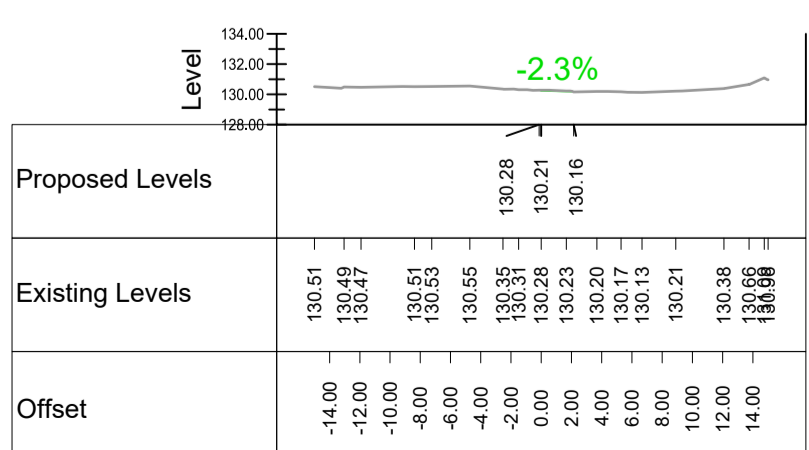 134.00
132.00
130.00
128.00
Level
-2.3%
Proposed Levels
130.28 130.21 130.16
Existing Levels
130.51 130.49 130.47 130.51 130.53 130.55 130.35 130.31 130.28 130.23 130.20 130.17 130.13 130.21 130.38 130.66
Offset
-14.00 -12.00 -10.00 -8.00 -6.00 -4.00 -2.00 0.00 2.00 4.00 6.00 8.00 10.00 12.00 14.00